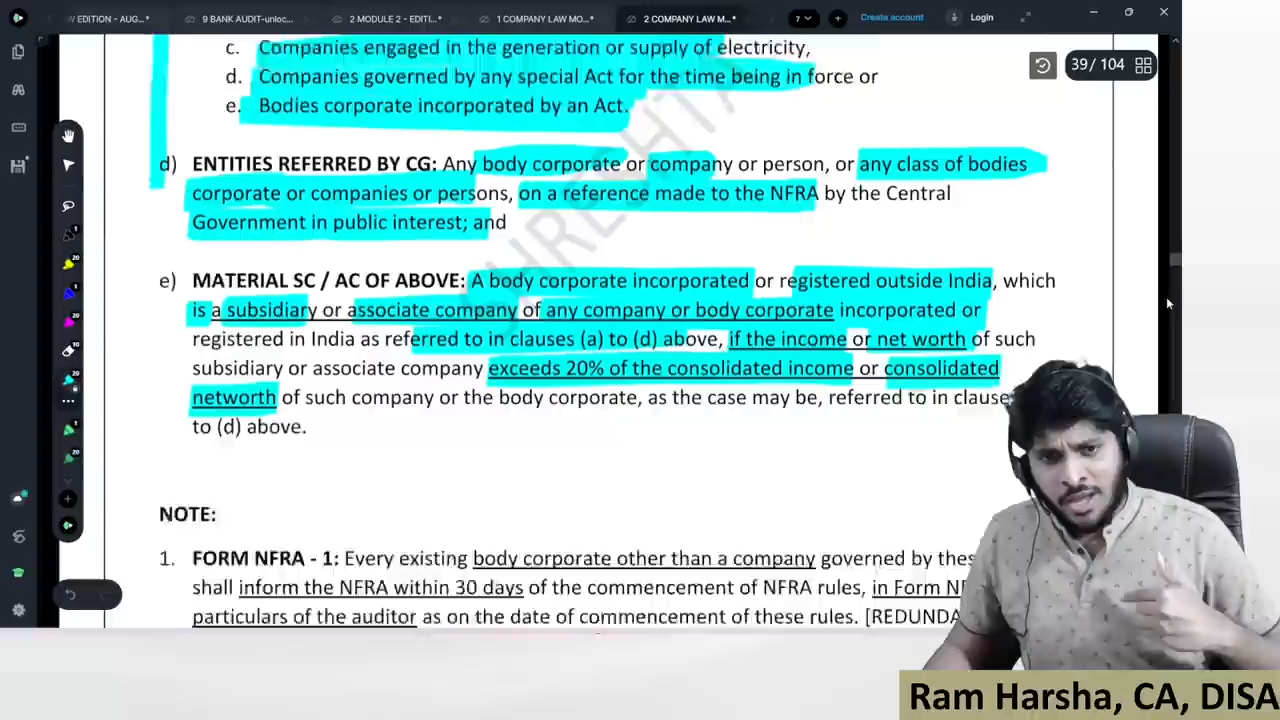 W EDITION - AUG...*
9 BANK AUDIT-unloc...
2 MODULE 2 - EDITI...*
1 COMPANY LAW MO...*
2 COMPANY LAW M...*
7
Create account
Login
39 / 104
c. Companies engaged in the generation or supply of electricity,
d. Companies governed by any special Act for the time being in force or
e. Bodies corporate incorporated by an Act.
d) ENTITIES REFERRED BY CG: Any body corporate or company or person, or any class of bodies
corporate or companies or persons, on a reference made to the NFRA by the Central
Government in public interest; and
e) MATERIAL SC / AC OF ABOVE: A body corporate incorporated or registered outside India, which
is a subsidiary or associate company of any company or body corporate incorporated or
registered in India as referred to in clauses (a) to (d) above, if the income or net worth of such
subsidiary or associate company exceeds 20% of the consolidated income or consolidated
networth of such company or the body corporate, as the case may be, referred to in clause
to (d) above.
NOTE:
1. FORM NFRA - 1: Every existing body corporate other than a company governed by thes
shall inform the NFRA within 30 days of the commencement of NFRA rules, in Form NF
particulars of the auditor as on the date of commencement of these rules. [REDUNDA
SHRESHTA
Ram Harsha, CA, DISA